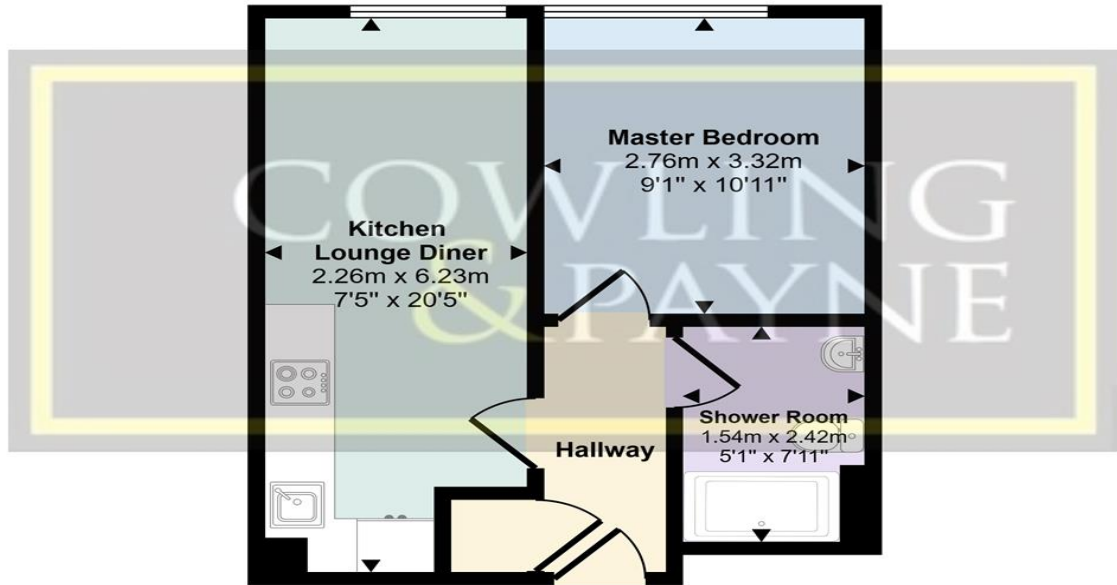 Master Bedroom
2.76m x 3.32m
9'1" x 10'11"
COWLING
& PAYNE
Kitchen
Lounge Diner
2.26m x 6.23m
7'5" x 20'5"
Shower Room
1.54m x 2.42m
5'1" x 7'11"
Hallway